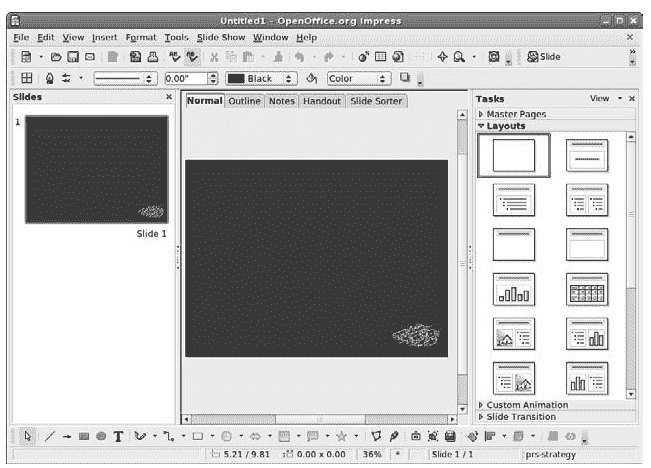 Untitled1 - OpenOffice.org Impress
File Edit View Insert Format Tools Slide Show Window Help
Slide
0.00" Black Color
Slides
Normal Outline Notes Handout Slide Sorter
Tasks View
Master Pages
Layouts
1
Slide 1
Custom Animation
Slide Transition
T
5.21 / 9.81 0.00 x 0.00 36% * Slide 1 / 1 prs-strategy